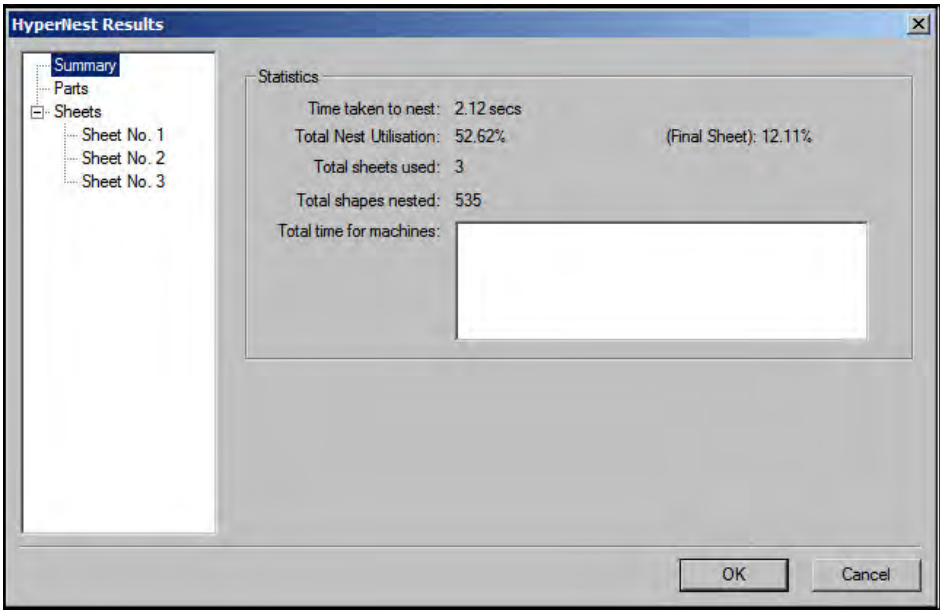 HyperNest Results
Summary
Parts
Sheets
Sheet No. 1
Sheet No. 2
Sheet No. 3
Statistics
Time taken to nest: 2.12 secs
Total Nest Utilisation: 52.62% (Final Sheet): 12.11%
Total sheets used: 3
Total shapes nested: 535
Total time for machines:
OK Cancel